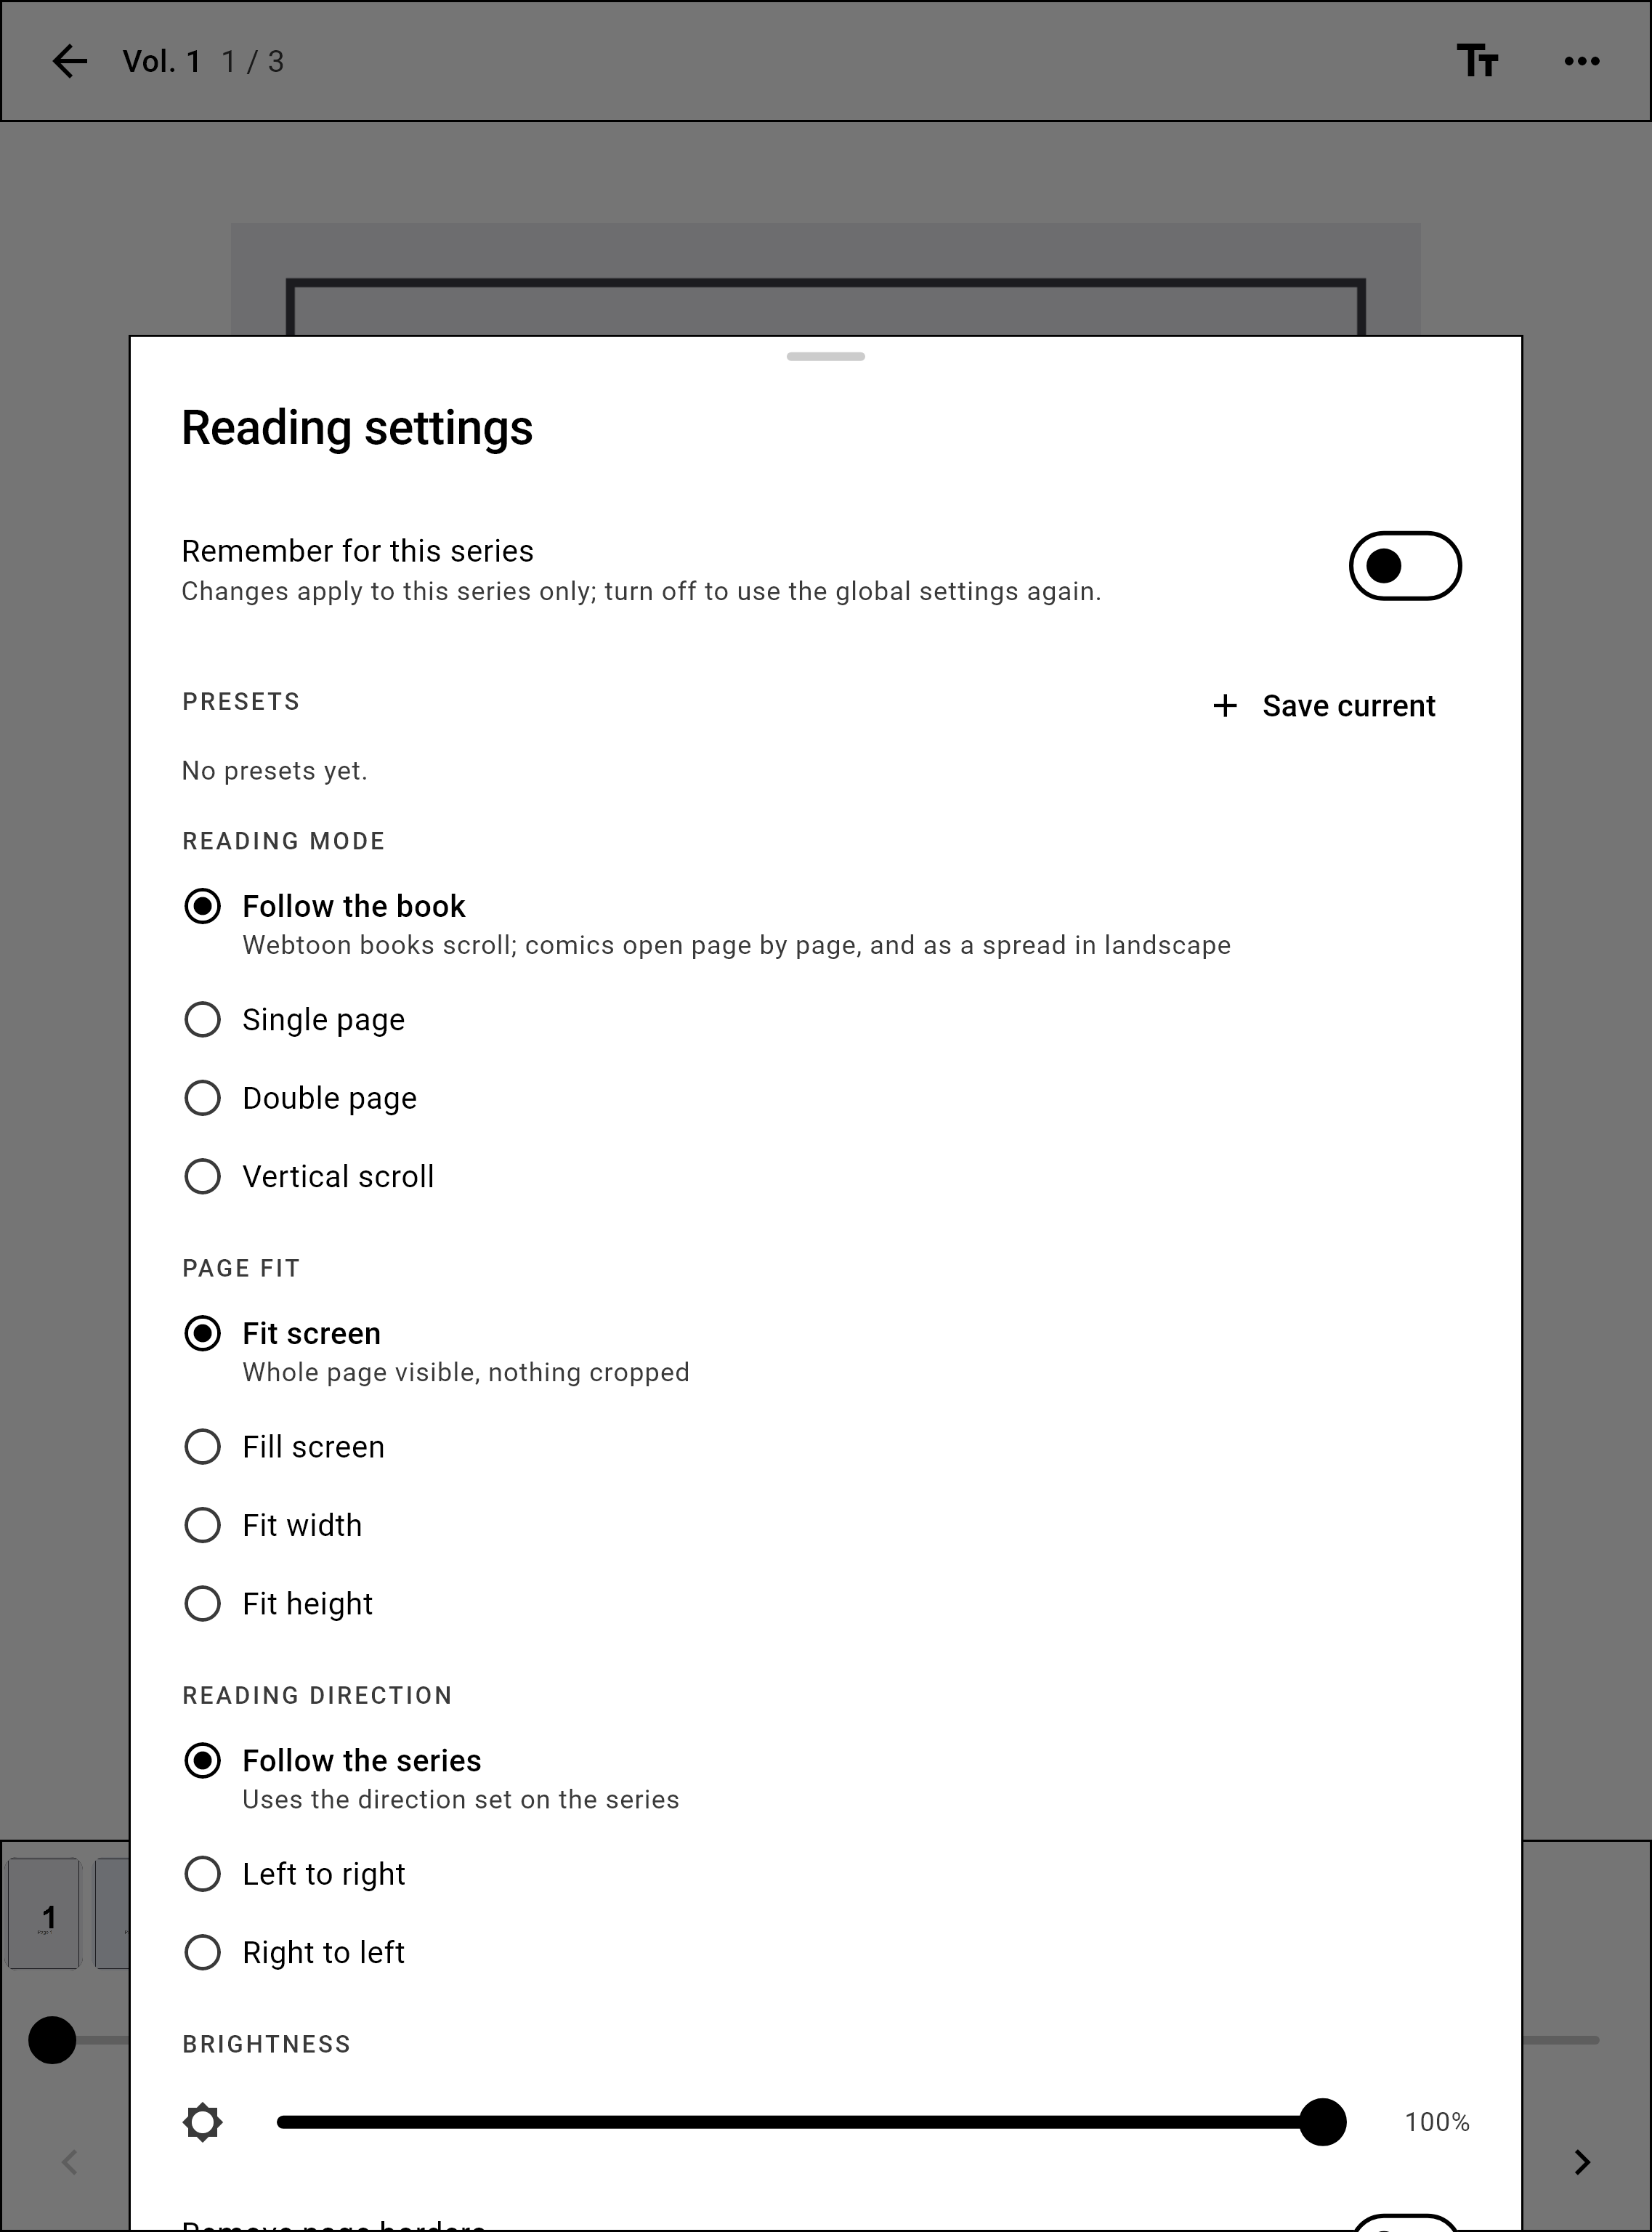 Vol. 1 1 / 3
Reading settings
Remember for this series
Changes apply to this series only; turn off to use the global settings again.
PRESETS
Save current
No presets yet.
READING MODE
Follow the book
Webtoon books scroll; comics open page by page, and as a spread in landscape
Single page
Double page
Vertical scroll
PAGE FIT
Fit screen
Whole page visible, nothing cropped
Fill screen
Fit width
Fit height
READING DIRECTION
Follow the series
Uses the direction set on the series
Left to right
1
Right to left
BRIGHTNESS
100%
Remove page borders